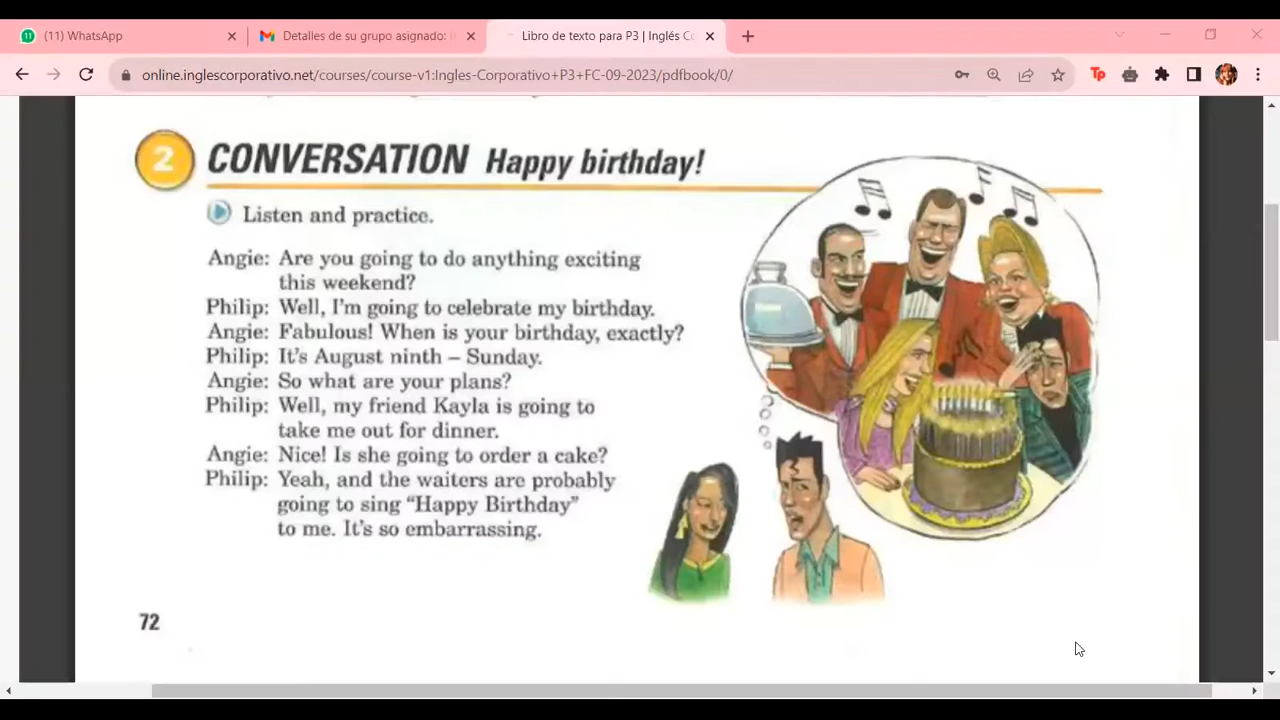 (11) WhatsApp
Detalles de su grupo asignado: I
Libro de texto para P3 | Inglés C
online.inglescorporativo.net/courses/course-v1:Ingles-Corporativo+P3+FC-09-2023/pdfbook/0/
Tp
2 CONVERSATION Happy birthday!
Listen and practice.
Angie: Are you going to do anything exciting
this weekend?
Philip: Well, I'm going to celebrate my birthday.
Angie: Fabulous! When is your birthday, exactly?
Philip: It's August ninth – Sunday.
Angie: So what are your plans?
Philip: Well, my friend Kayla is going to
take me out for dinner.
Angie: Nice! Is she going to order a cake?
Philip: Yeah, and the waiters are probably
going to sing "Happy Birthday"
to me. It's so embarrassing.
72